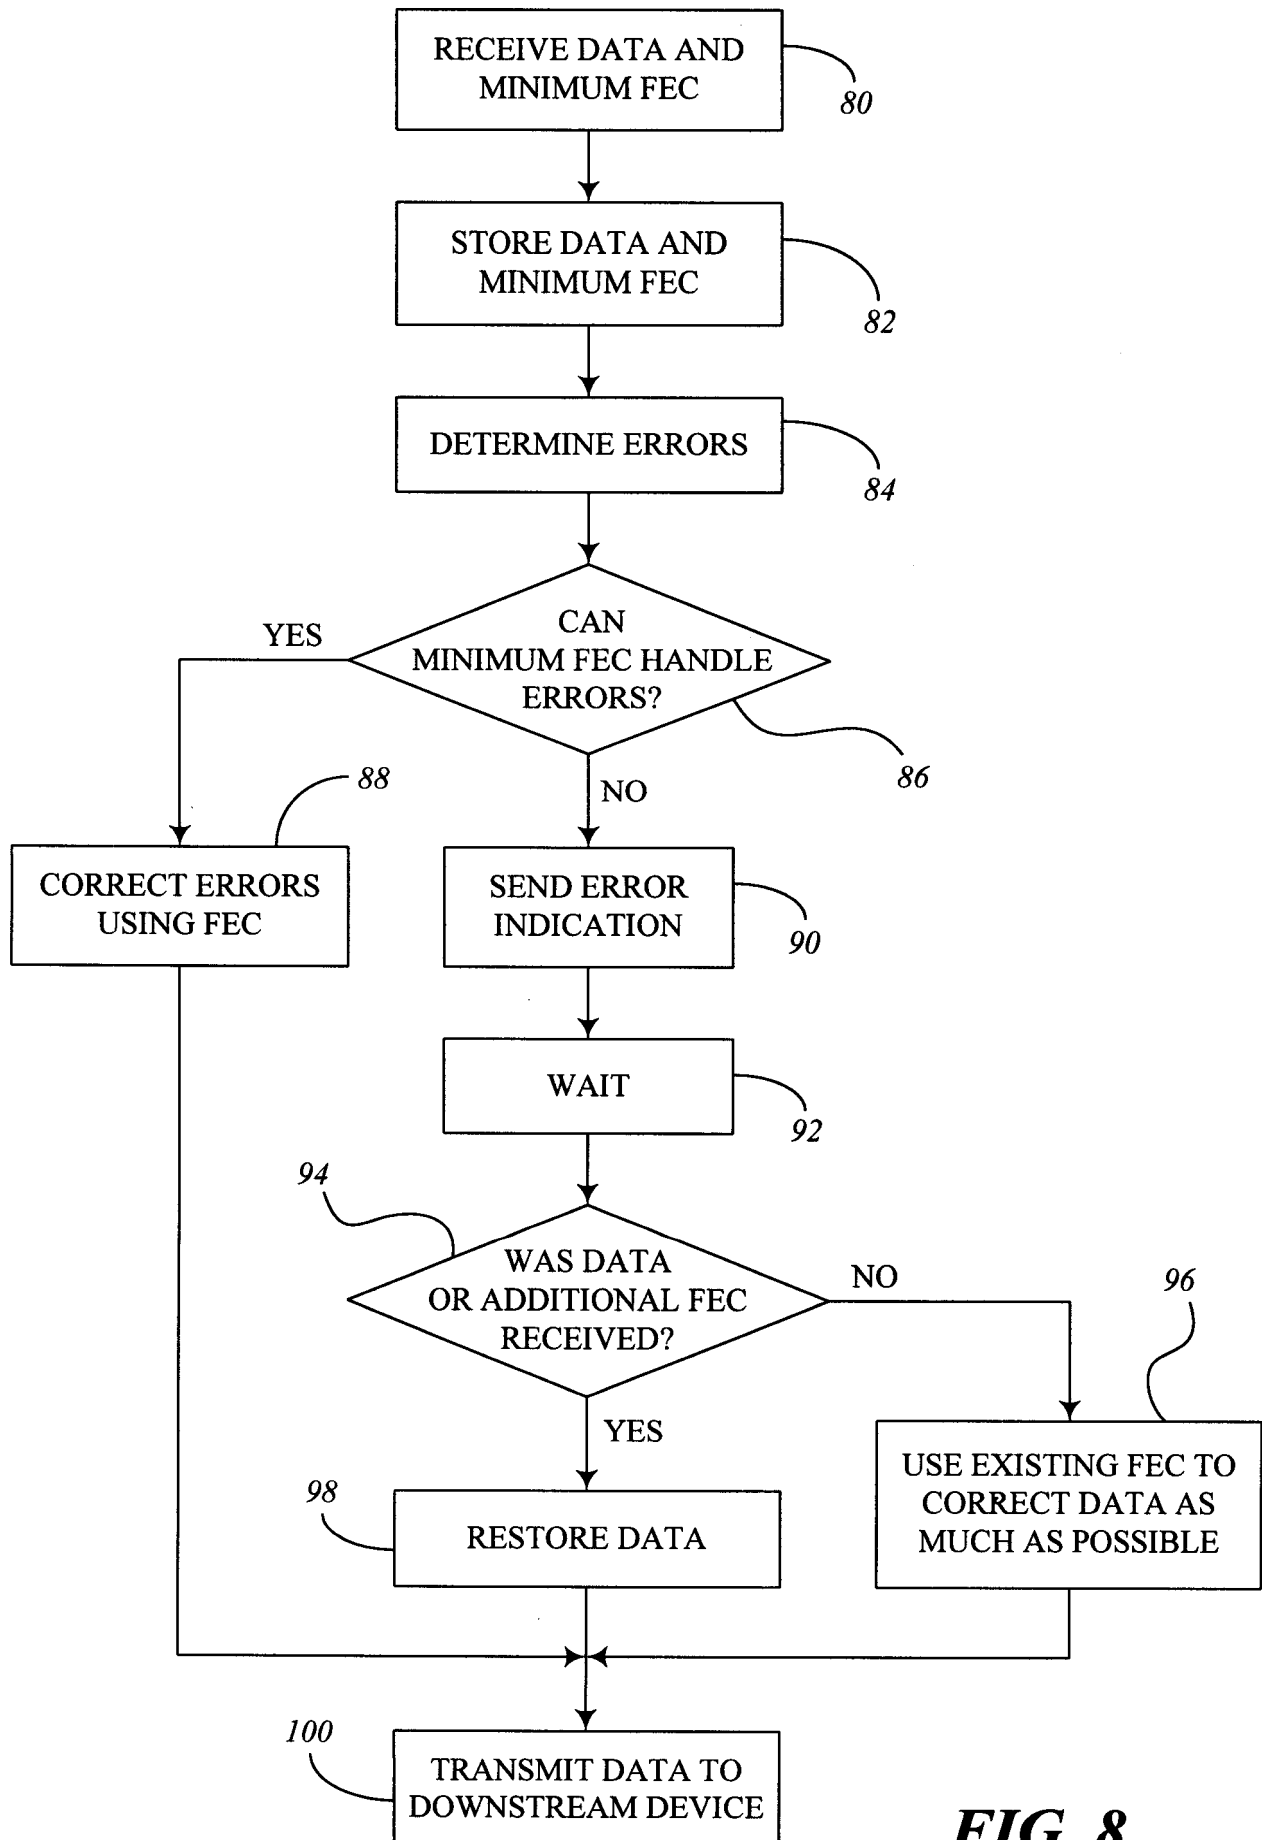 RECEIVE DATA AND
MINIMUM FEC
80
STORE DATA AND
MINIMUM FEC
82
DETERMINE ERRORS
84
CAN
MINIMUM FEC HANDLE
ERRORS?
YES
86
NO
88
CORRECT ERRORS
USING FEC
SEND ERROR
INDICATION
90
WAIT
92
94
WAS DATA
OR ADDITIONAL FEC
RECEIVED?
NO
96
YES
USE EXISTING FEC TO
CORRECT DATA AS
MUCH AS POSSIBLE
98
RESTORE DATA
100
TRANSMIT DATA TO
DOWNSTREAM DEVICE
FIG. 8